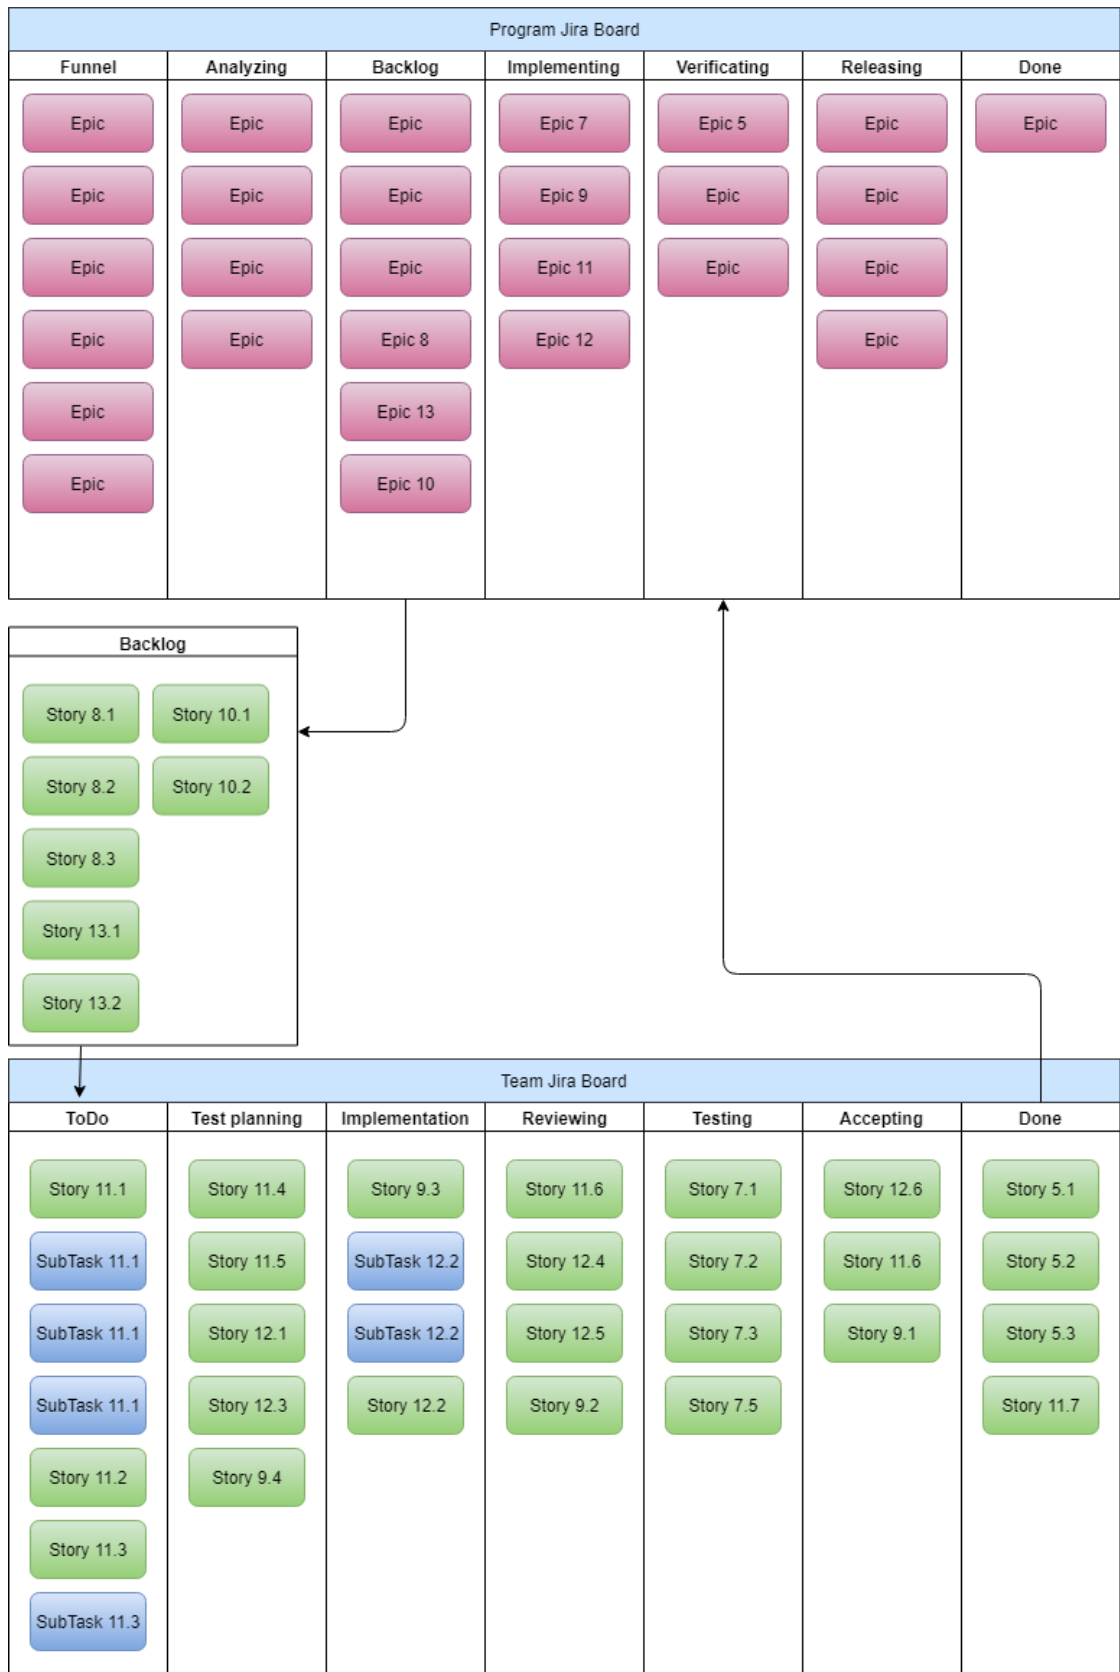 Program Jira Board
Funnel
Analyzing
Backlog
Implementing
Verificating
Releasing
Done
Epic
Epic
Epic
Epic 7
Epic 5
Epic
Epic
Epic
Epic
Epic
Epic 9
Epic
Epic
Epic
Epic
Epic
Epic 11
Epic
Epic
Epic
Epic
Epic 8
Epic 12
Epic
Epic
Epic 13
Epic
Epic 10
Backlog
Story 8.1
Story 10.1
Story 8.2
Story 10.2
Story 8.3
Story 13.1
Story 13.2
Team Jira Board
ToDo
Test planning
Implementation
Reviewing
Testing
Accepting
Done
Story 11.1
Story 11.4
Story 9.3
Story 11.6
Story 7.1
Story 12.6
Story 5.1
SubTask 11.1
Story 11.5
SubTask 12.2
Story 12.4
Story 7.2
Story 11.6
Story 5.2
SubTask 11.1
Story 12.1
SubTask 12.2
Story 12.5
Story 7.3
Story 9.1
Story 5.3
SubTask 11.1
Story 12.3
Story 12.2
Story 9.2
Story 7.5
Story 11.7
Story 11.2
Story 9.4
Story 11.3
SubTask 11.3